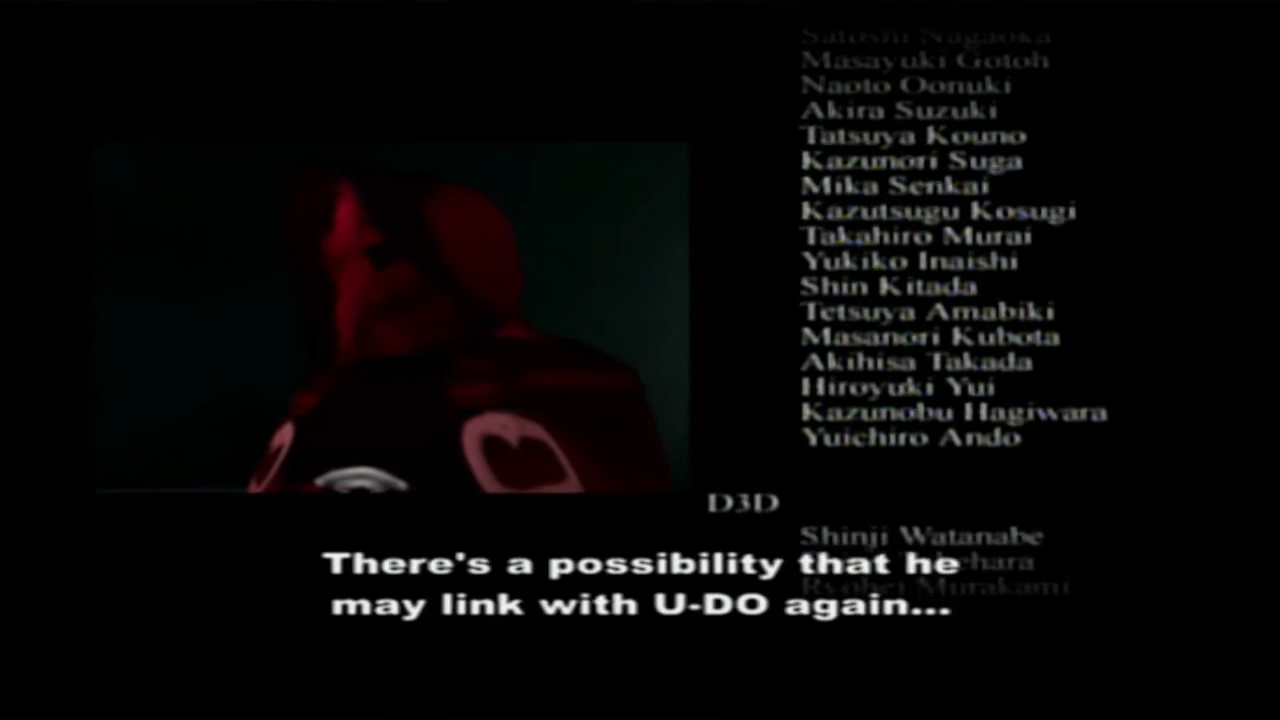 Satoshi Nagaoka
Masayuki Gotoh
Naoto Oonuki
Akira Suzuki
Tatsuya Kouno
Kazunori Suga
Mika Senkai
Kazutsugu Kosugi
Takahiro Murai
Yukiko Inaishi
Shin Kitada
Tetsuya Amabiki
Masanori Kubota
Akihisa Takada
Hiroyuki Yui
Kazunobu Hagiwara
Yuichiro Ando
D3D
Shinji Watanabe
Ryohei Murakami
There's a possibility that he
may link with U-DO again...